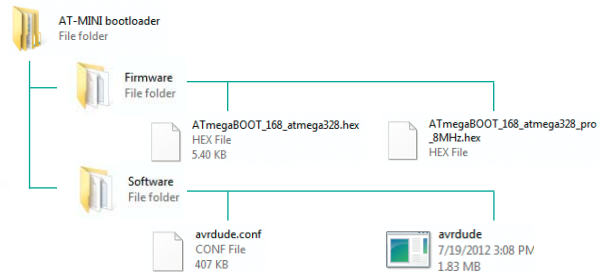 AT-MINI bootloader
File folder
Firmware
File folder
ATmegaBOOT_168_atmega328.hex
HEX File
5.40 KB
ATmegaBOOT_168_atmega328_pro
_8MHz.hex
HEX File
Software
File folder
avrdude.conf
CONF File
407 KB
avrdude
7/19/2012 3:08 PM
1.83 MB